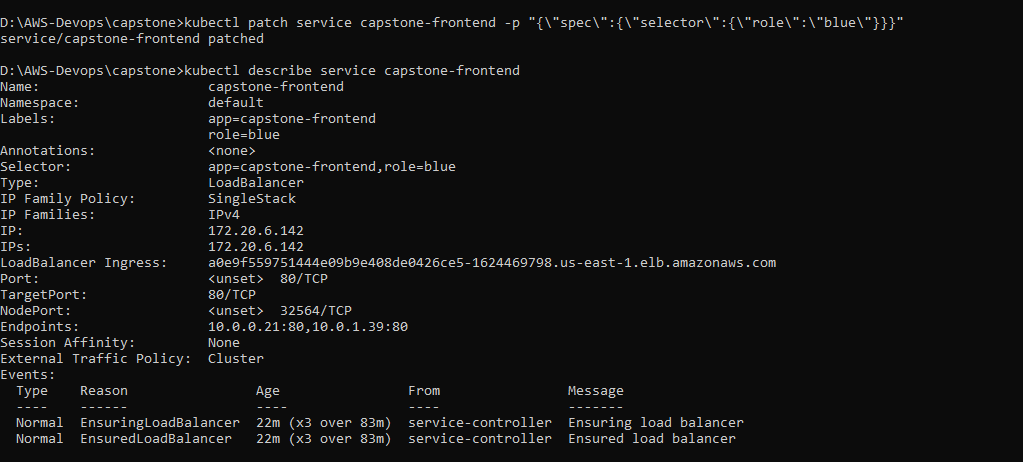 D:\AWS-Devops\capstone>kubectl patch service capstone-frontend -p "{\"spec\":{\"selector\":{\"role\":\"blue\"}}}"
service/capstone-frontend patched
D:\AWS-Devops\capstone>kubectl describe service capstone-frontend
Name:                     capstone-frontend
Namespace:                default
Labels:                   app=capstone-frontend
                          role=blue
Annotations:              <none>
Selector:                 app=capstone-frontend,role=blue
Type:                     LoadBalancer
IP Family Policy:         SingleStack
IP Families:              IPv4
IP:                       172.20.6.142
IPs:                      172.20.6.142
LoadBalancer Ingress:     a0e9f559751444e09b9e408de0426ce5-1624469798.us-east-1.elb.amazonaws.com
Port:                     <unset>  80/TCP
TargetPort:               80/TCP
NodePort:                 <unset>  32564/TCP
Endpoints:                10.0.0.21:80,10.0.1.39:80
Session Affinity:         None
External Traffic Policy:  Cluster
Events:
  Type    Reason                Age                From                Message
  ----    ------                ----               ----                -------
  Normal  EnsuringLoadBalancer  22m (x3 over 83m)  service-controller  Ensuring load balancer
  Normal  EnsuredLoadBalancer   22m (x3 over 83m)  service-controller  Ensured load balancer